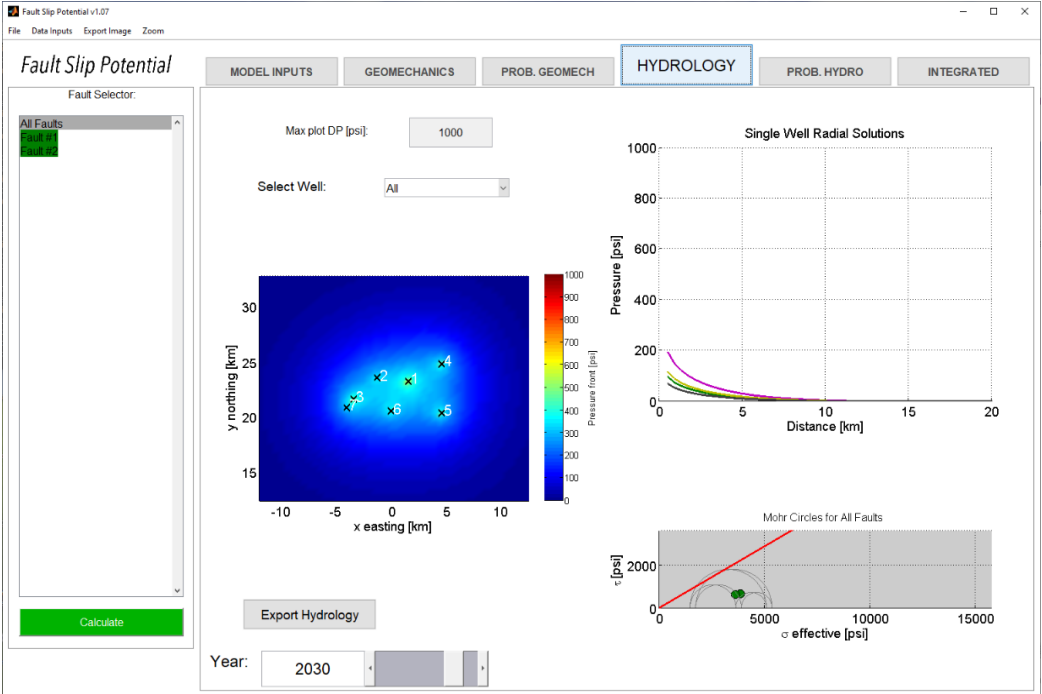 Fault Slip Potential v1.07
File Data Inputs Export Image Zoom
Fault Slip Potential
MODEL INPUTS GEOMECHANICS PROB. GEOMECH HYDROLOGY PROB. HYDRO INTEGRATED
Fault Selector:
All Faults
Fault #1
Fault #2
Calculate
Max plot DP [psi]: 1000
Select Well: All
30
25
20
15
y northing [km]
-10 -5 0 5 10
x easting [km]
1
2
3
4
5
6
7
1000
900
800
700
600
500
400
300
200
100
0
Pressure front [psi]
Export Hydrology
Year: 2030
Single Well Radial Solutions
1000
800
600
400
200
0
Pressure [psi]
0 5 10 15 20
Distance [km]
Mohr Circles for All Faults
2000
0
τ [psi]
0 5000 10000 15000
σ effective [psi]